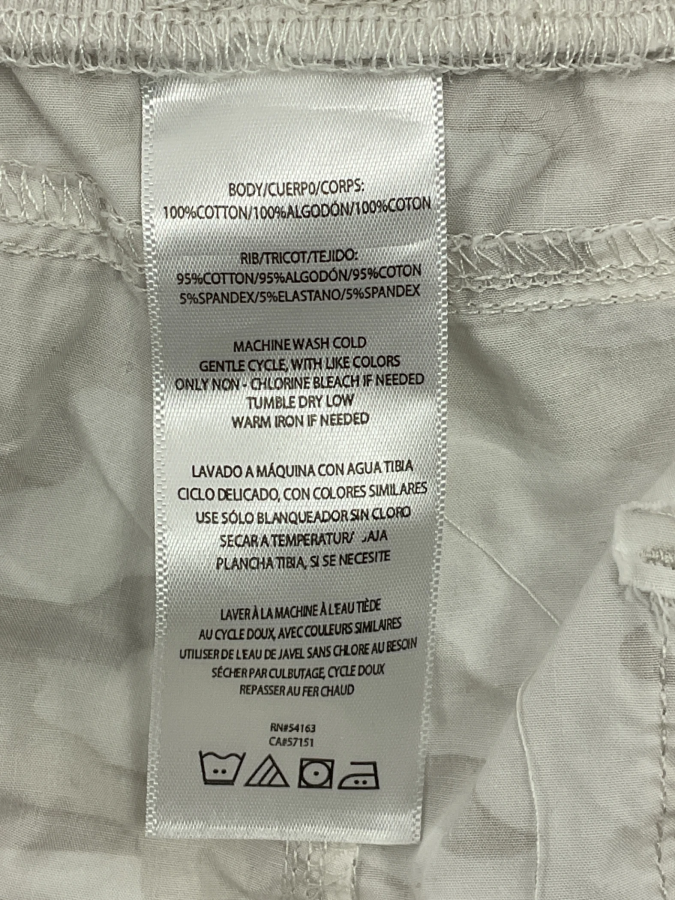 BODY/CUERPO/CORPS:
100%COTTON/100%ALGODÓN/100%COTON
RIB/TRICOT/TEJIDO:
95%COTTON/95%ALGODÓN/95%COTON
5%SPANDEX/5%ELASTANO/5%SPANDEX
MACHINE WASH COLD
GENTLE CYCLE, WITH LIKE COLORS
ONLY NON - CHLORINE BLEACH IF NEEDED
TUMBLE DRY LOW
WARM IRON IF NEEDED
LAVADO A MÁQUINA CON AGUA TIBIA
CICLO DELICADO, CON COLORES SIMILARES
USE SÓLO BLANQUEADOR SIN CLORO
SECAR A
PLANCHA TIBIA, SI SE NECESITE
LAVER À LA MACHINE À L'EAU TIÈDE
AU CYCLE DOUX, AVEC COULEURS SIMILAIRES
UTILISER DE L'EAU DE JAVEL SANS CHLORE AU BESOIN
SÉCHER PAR CULBUTAGE, CYCLE DOUX
REPASSER AU FER CHAUD
RN#54163
CA#57151